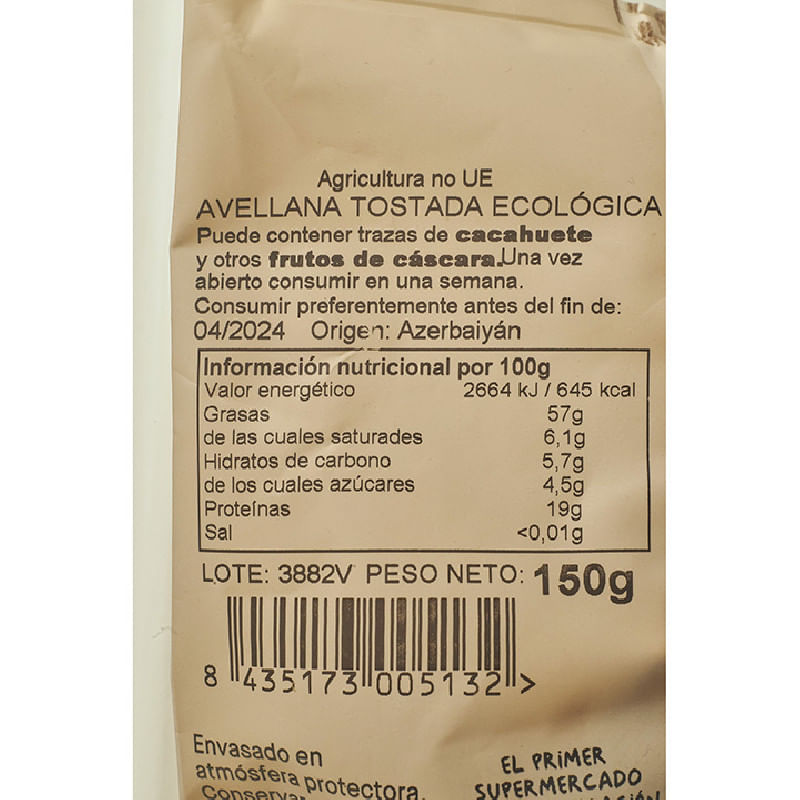 Agricultura no UE
AVELLANA TOSTADA ECOLÓGICA
Puede contener trazas de cacahuete
y otros frutos de cáscara.Una vez
abierto consumir en una semana.
Consumir preferentemente antes del fin de:
04/2024 Origen: Azerbaiyán
Información nutricional por 100g
Valor energético 2664 kJ / 645 kcal
Grasas 57g
de las cuales saturades 6,1g
Hidratos de carbono 5,7g
de los cuales azúcares 4,5g
Proteínas 19g
Sal <0,01g
LOTE: 3882V PESO NETO: 150g
8 435173 005132 >
Envasado en
atmósfera protectora.
EL PRIMER
SUPERMERCADO